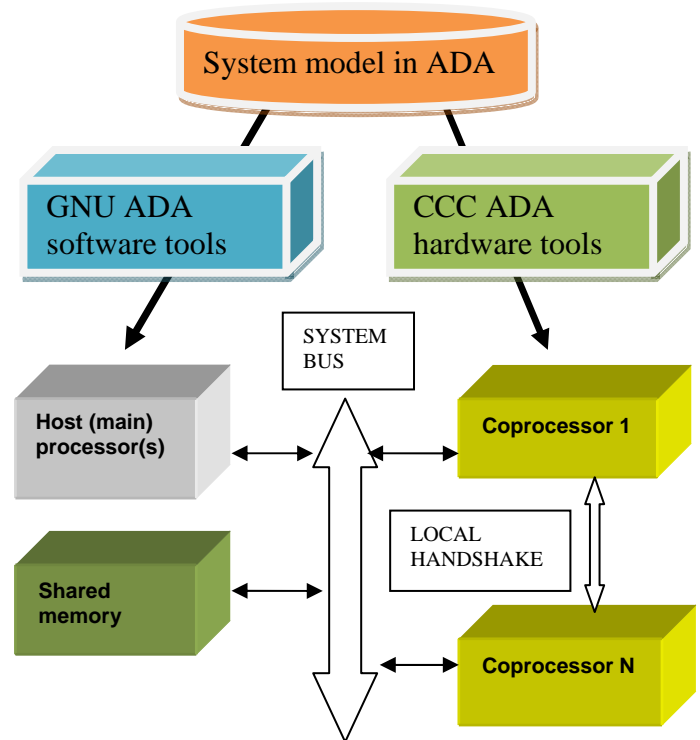 System model in ADA
GNU ADA
software tools
CCC ADA
hardware tools
SYSTEM
BUS
Host (main)
processor(s)
Coprocessor 1
LOCAL
HANDSHAKE
Shared
memory
Coprocessor N